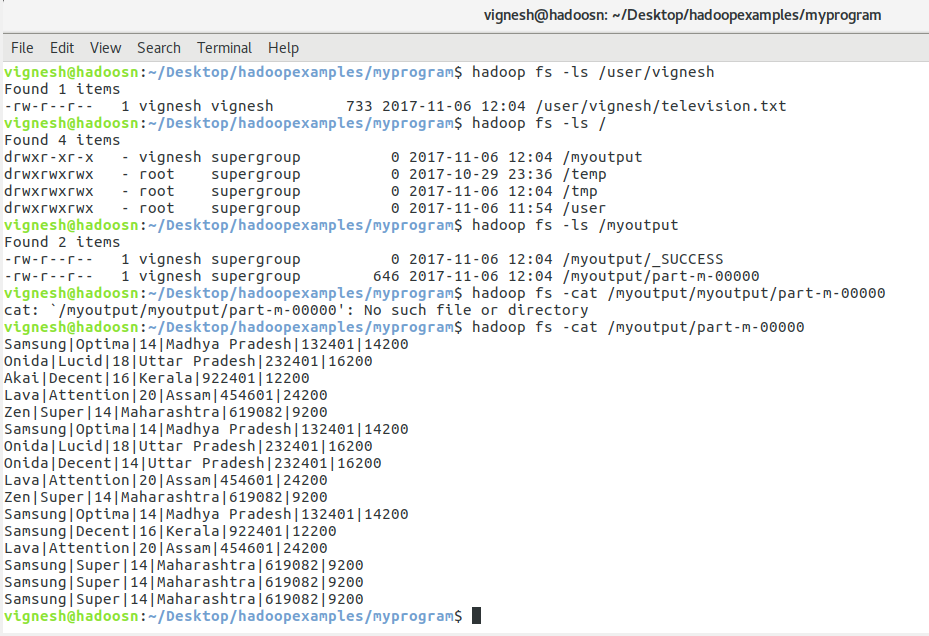 vignesh@hadoosn: ~/Desktop/hadoopexamples/myprogram
File Edit View Search Terminal Help
vignesh@hadoosn:~/Desktop/hadoopexamples/myprogram$ hadoop fs -ls /user/vignesh
Found 1 items
-rw-r--r--   1 vignesh vignesh        733 2017-11-06 12:04 /user/vignesh/television.txt
vignesh@hadoosn:~/Desktop/hadoopexamples/myprogram$ hadoop fs -ls /
Found 4 items
drwxr-xr-x   - vignesh supergroup          0 2017-11-06 12:04 /myoutput
drwxrwxrwx   - root    supergroup          0 2017-10-29 23:36 /temp
drwxrwxrwx   - root    supergroup          0 2017-11-06 12:04 /tmp
drwxrwxrwx   - root    supergroup          0 2017-11-06 11:54 /user
vignesh@hadoosn:~/Desktop/hadoopexamples/myprogram$ hadoop fs -ls /myoutput
Found 2 items
-rw-r--r--   1 vignesh supergroup          0 2017-11-06 12:04 /myoutput/_SUCCESS
-rw-r--r--   1 vignesh supergroup        646 2017-11-06 12:04 /myoutput/part-m-00000
vignesh@hadoosn:~/Desktop/hadoopexamples/myprogram$ hadoop fs -cat /myoutput/myoutput/part-m-00000
cat: `/myoutput/myoutput/part-m-00000': No such file or directory
vignesh@hadoosn:~/Desktop/hadoopexamples/myprogram$ hadoop fs -cat /myoutput/part-m-00000
Samsung|Optima|14|Madhya Pradesh|132401|14200
Onida|Lucid|18|Uttar Pradesh|232401|16200
Akai|Decent|16|Kerala|922401|12200
Lava|Attention|20|Assam|454601|24200
Zen|Super|14|Maharashtra|619082|9200
Samsung|Optima|14|Madhya Pradesh|132401|14200
Onida|Lucid|18|Uttar Pradesh|232401|16200
Onida|Decent|14|Uttar Pradesh|232401|16200
Lava|Attention|20|Assam|454601|24200
Zen|Super|14|Maharashtra|619082|9200
Samsung|Optima|14|Madhya Pradesh|132401|14200
Samsung|Decent|16|Kerala|922401|12200
Lava|Attention|20|Assam|454601|24200
Samsung|Super|14|Maharashtra|619082|9200
Samsung|Super|14|Maharashtra|619082|9200
Samsung|Super|14|Maharashtra|619082|9200
vignesh@hadoosn:~/Desktop/hadoopexamples/myprogram$